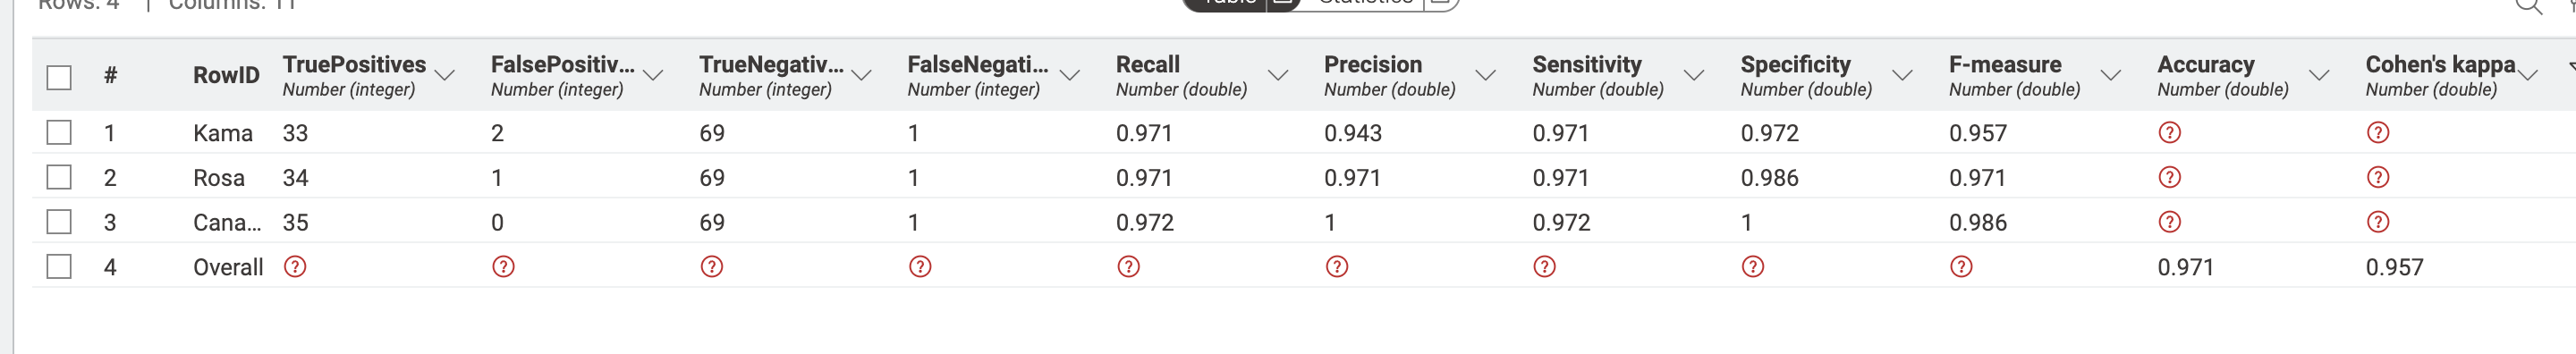 Rows: 4 | Columns: 11
Table Statistics
# RowID TruePositives FalsePositiv... TrueNegativ... FalseNegati... Recall Precision Sensitivity Specificity F-measure Accuracy Cohen's kappa
Number (integer) Number (integer) Number (integer) Number (integer) Number (double) Number (double) Number (double) Number (double) Number (double) Number (double) Number (double)
1 Kama 33 2 69 1 0.971 0.943 0.971 0.972 0.957 ? ?
2 Rosa 34 1 69 1 0.971 0.971 0.971 0.986 0.971 ? ?
3 Cana... 35 0 69 1 0.972 1 0.972 1 0.986 ? ?
4 Overall ? ? ? ? ? ? ? ? ? 0.971 0.957